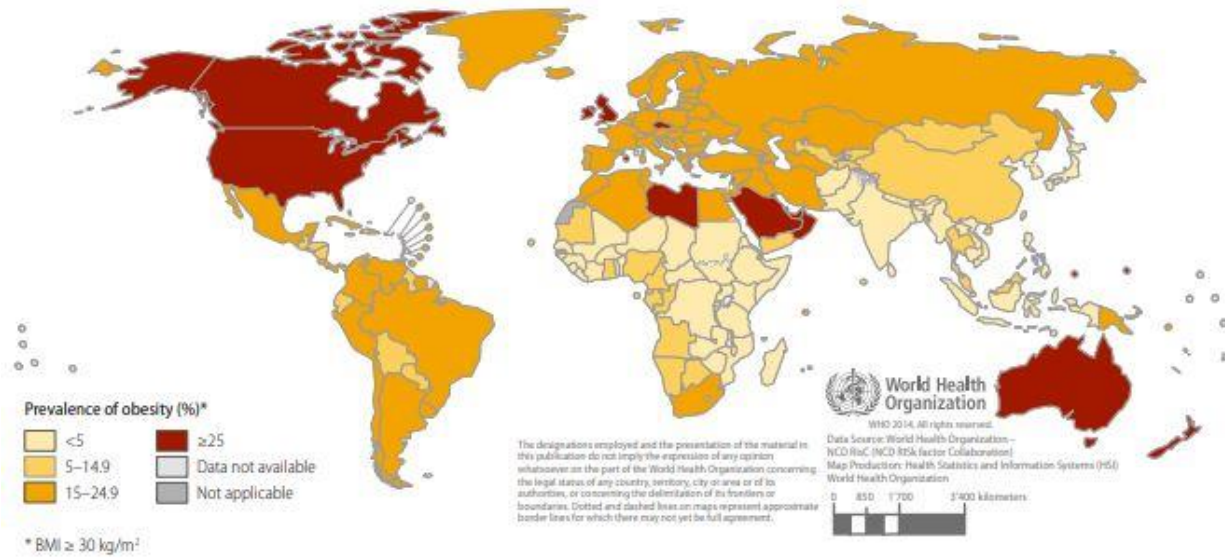 Prevalence of obesity (%)*
<5
5–14.9
15–24.9
≥25
Data not available
Not applicable
* BMI ≥ 30 kg/m²
The designations employed and the presentation of the material in
this publication do not imply the expression of any opinion
whatsoever on the part of the World Health Organization concerning
the legal status of any country, territory, city or area or of its
authorities, or concerning the delimitation of its frontiers or
boundaries. Dotted and dashed lines on maps represent approximate
border lines for which there may not yet be full agreement.
World Health
Organization
WHO 2014, All rights reserved.
Data Source: World Health Organization –
NCD RisC (NCD RISk factor Collaboration)
Map Production: Health Statistics and Information Systems (HSI)
World Health Organization
0 850 1'700 3'400 kilometers